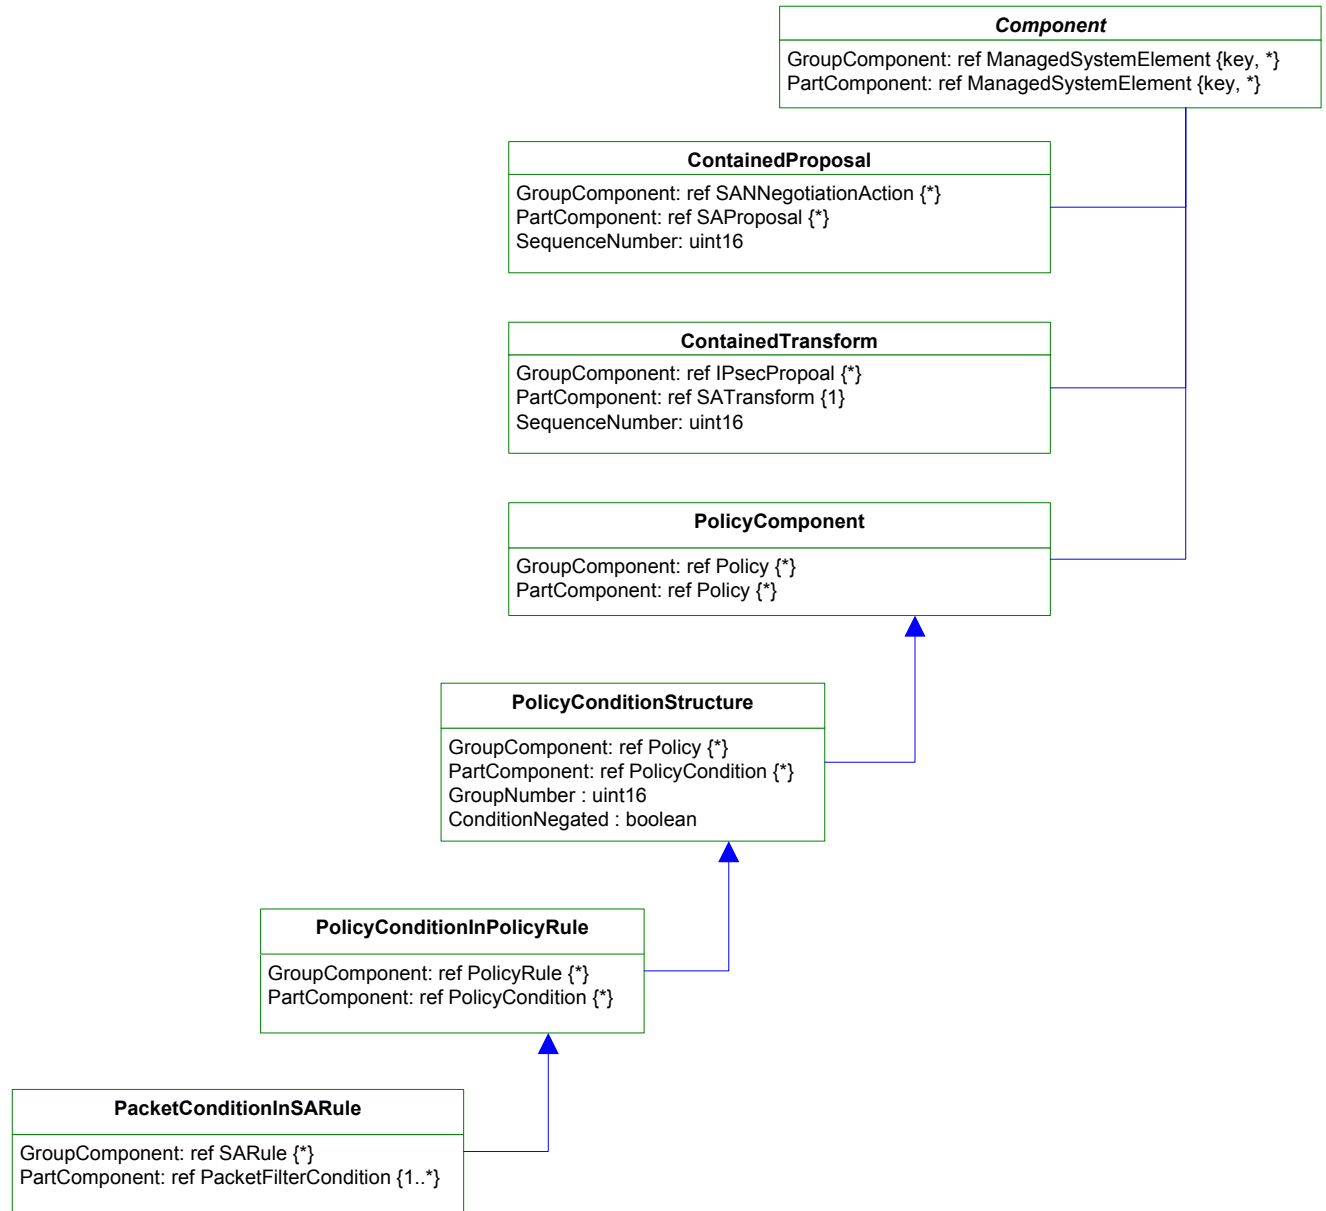 Component
GroupComponent: ref ManagedSystemElement {key, *}
PartComponent: ref ManagedSystemElement {key, *}
ContainedProposal
GroupComponent: ref SANNegotiationAction {*}
PartComponent: ref SAProposal {*}
SequenceNumber: uint16
ContainedTransform
GroupComponent: ref IPsecPropoal {*}
PartComponent: ref SATransform {1}
SequenceNumber: uint16
PolicyComponent
GroupComponent: ref Policy {*}
PartComponent: ref Policy {*}
PolicyConditionStructure
GroupComponent: ref Policy {*}
PartComponent: ref PolicyCondition {*}
GroupNumber : uint16
ConditionNegated : boolean
PolicyConditionInPolicyRule
GroupComponent: ref PolicyRule {*}
PartComponent: ref PolicyCondition {*}
PacketConditionInSARule
GroupComponent: ref SARule {*}
PartComponent: ref PacketFilterCondition {1..*}